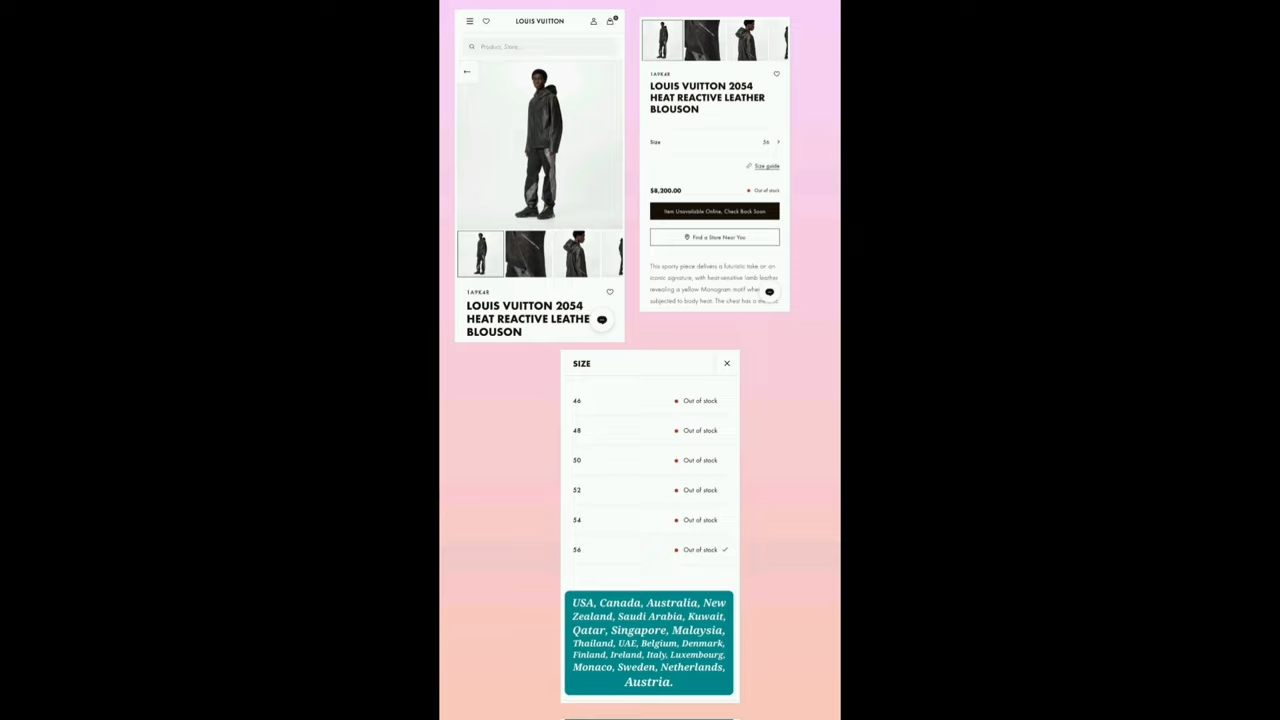 LOUIS VUITTON
0
Product, Store...
1A9K4R
LOUIS VUITTON 2054
HEAT REACTIVE LEATHE
BLOUSON
1A9K4R
LOUIS VUITTON 2054
HEAT REACTIVE LEATHER
BLOUSON
Size 56
Size guide
$8,200.00 Out of stock
Item Unavailable Online, Check Back Soon
Find a Store Near You
This sporty piece delivers a futuristic take on an
iconic signature, with heat-sensitive lamb leather
revealing a yellow Monogram motif whe
subjected to body heat. The chest has a
SIZE
46 Out of stock
48 Out of stock
50 Out of stock
52 Out of stock
54 Out of stock
56 Out of stock
USA, Canada, Australia, New
Zealand, Saudi Arabia, Kuwait,
Qatar, Singapore, Malaysia,
Thailand, UAE, Belgium, Denmark,
Finland, Ireland, Italy, Luxembourg,
Monaco, Sweden, Netherlands,
Austria.